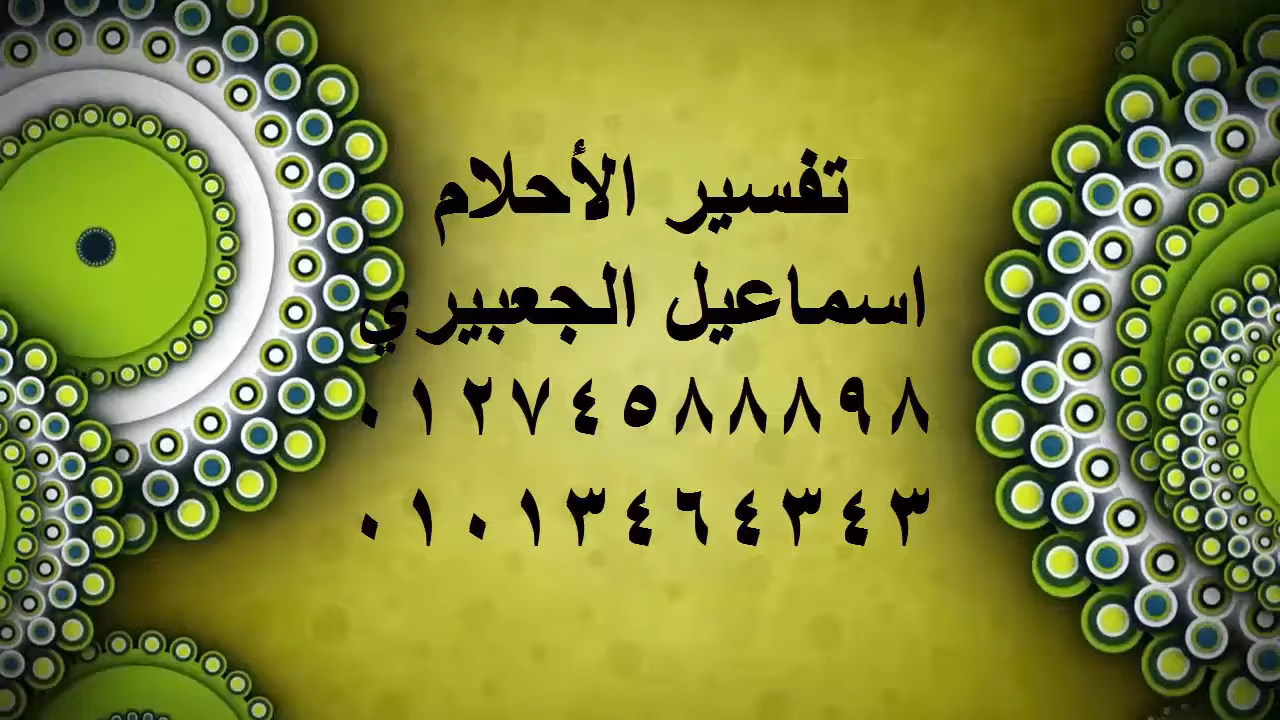 تفسير الأحلام
اسماعيل الجعبيري
٠١٢٧٤٥٨٨٨٩٨
٠١٠١٣٤٦٤٣٤٣